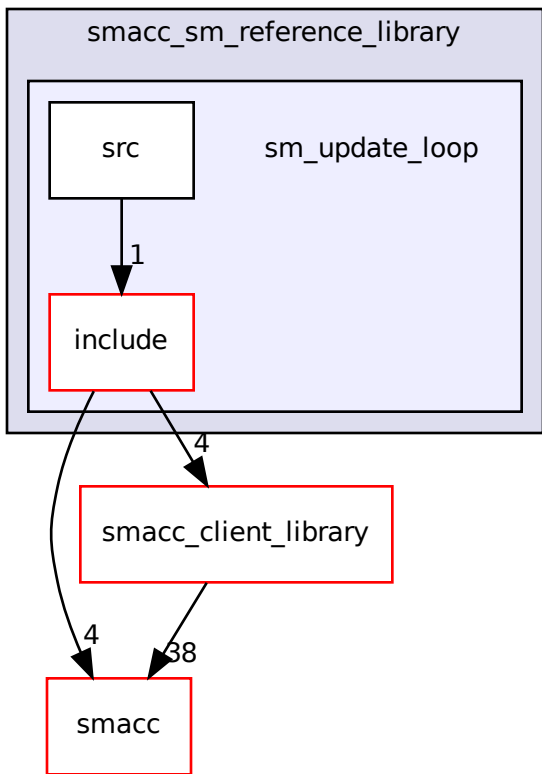 smacc_sm_reference_library
src
sm_update_loop
1
include
4
smacc_client_library
4
38
smacc